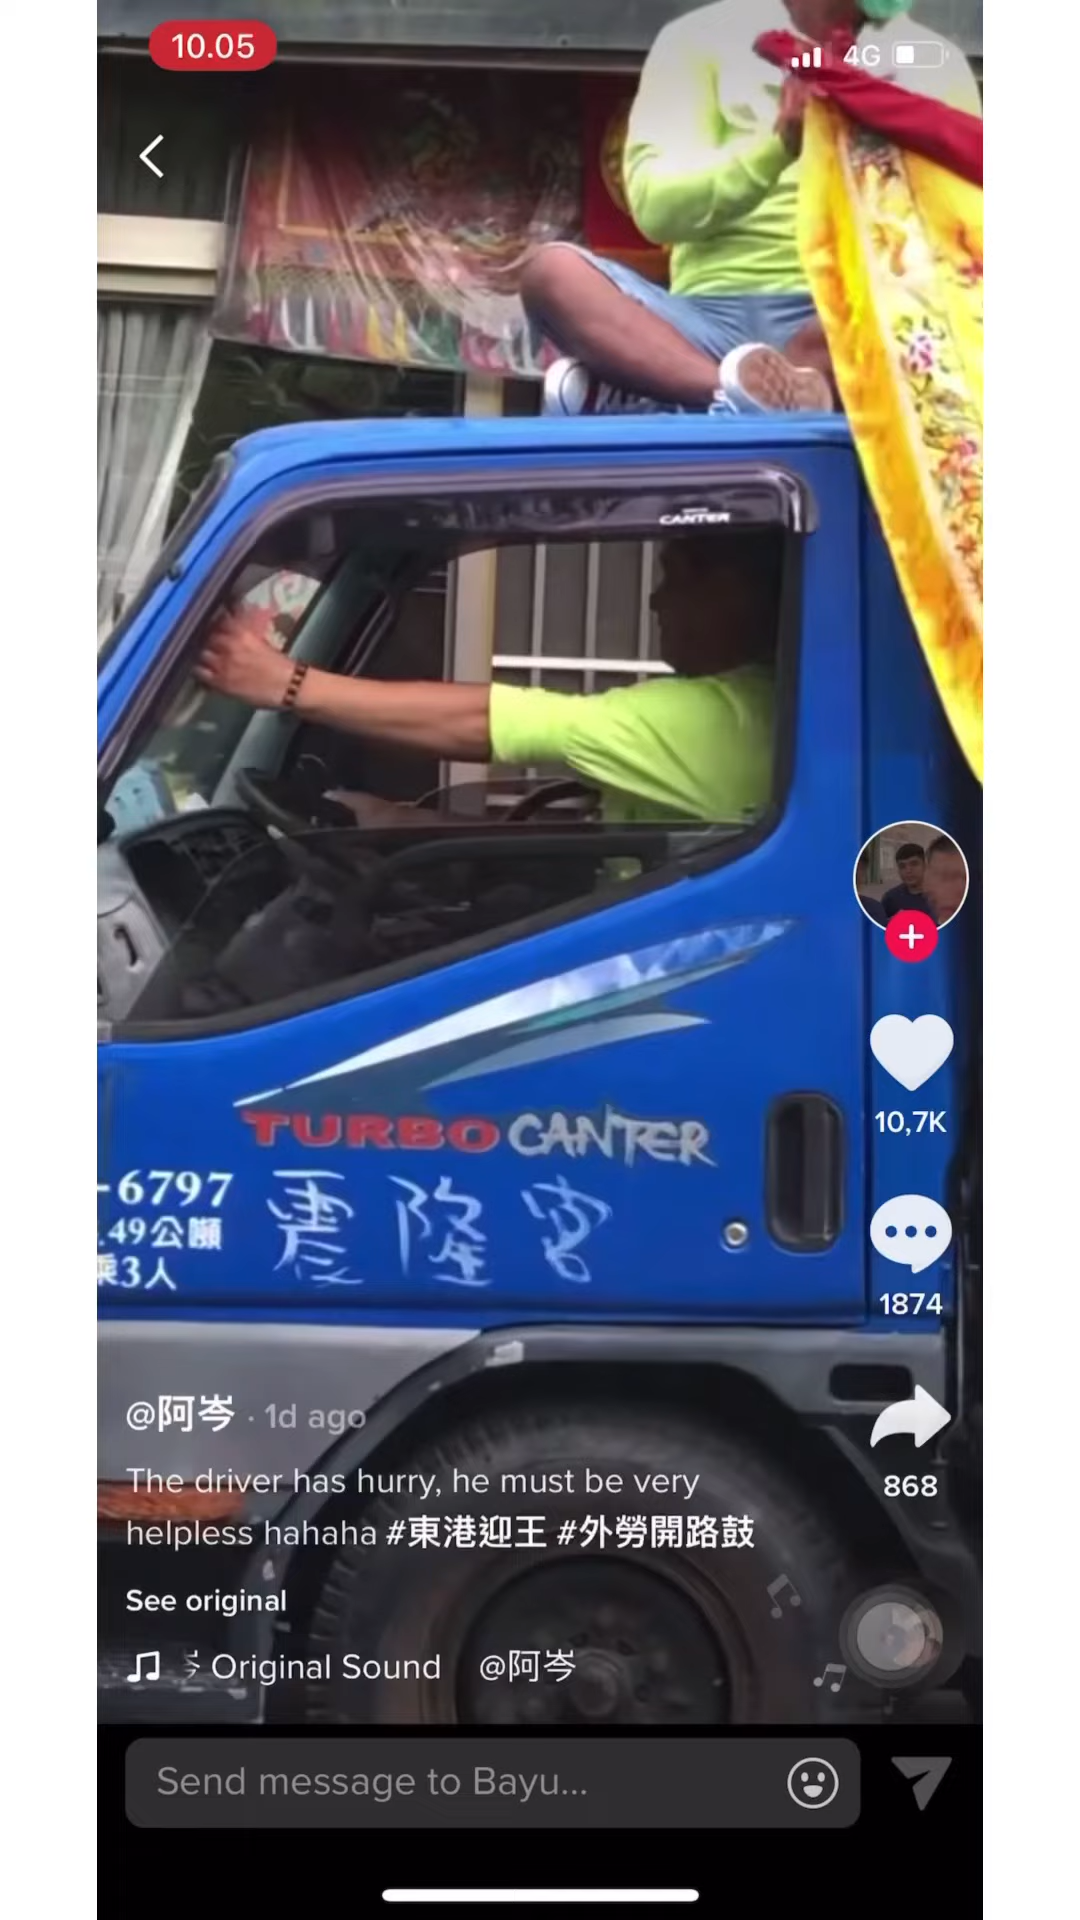 10.05
4G
CANTER
TURBO CANTER
-6797
.49公噸
乘3人
震隆宮
10,7K
1874
868
@阿岑 · 1d ago
The driver has hurry, he must be very
helpless hahaha #東港迎王 #外勞開路鼓
See original
Original Sound @阿岑
Send message to Bayu...